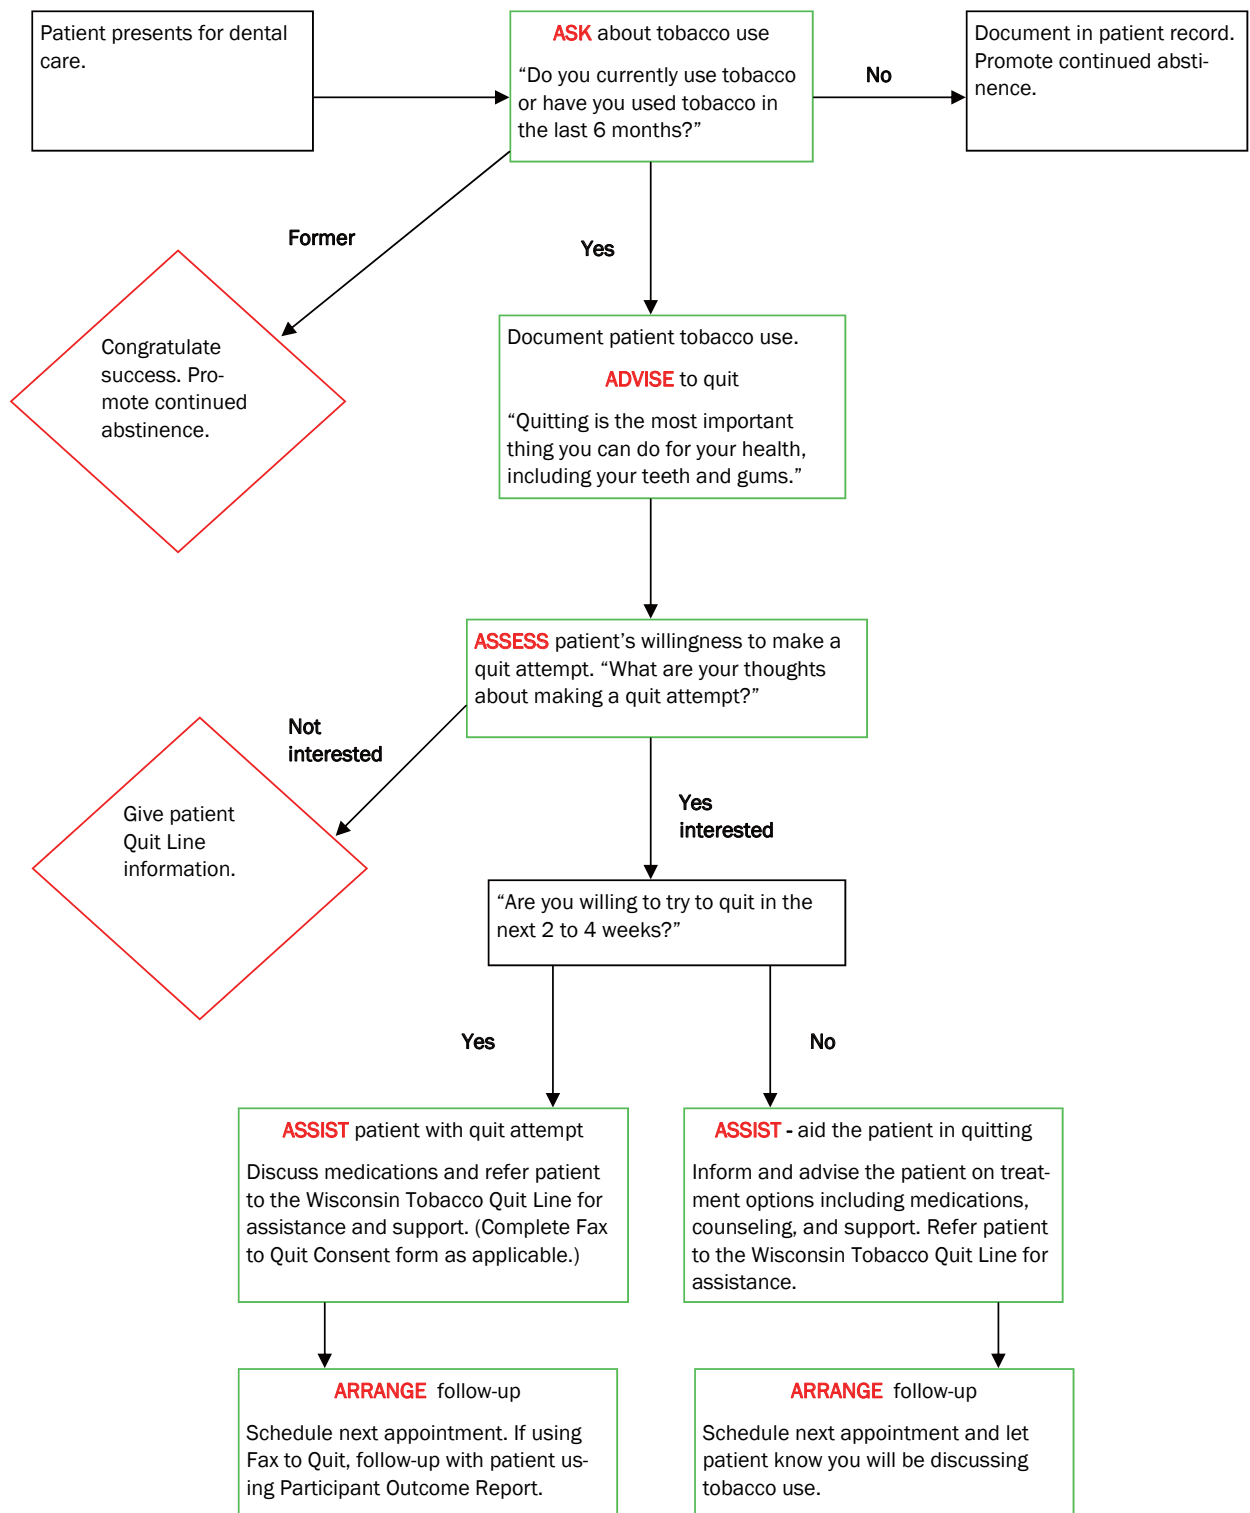 Patient presents for dental
care.
ASK about tobacco use
“Do you currently use tobacco
or have you used tobacco in
the last 6 months?”
No
Document in patient record.
Promote continued absti-
nence.
Former
Yes
Congratulate
success. Pro-
mote continued
abstinence.
Document patient tobacco use.
ADVISE to quit
“Quitting is the most important
thing you can do for your health,
including your teeth and gums.”
ASSESS patient’s willingness to make a
quit attempt. “What are your thoughts
about making a quit attempt?”
Not
interested
Yes
interested
Give patient
Quit Line
information.
“Are you willing to try to quit in the
next 2 to 4 weeks?”
Yes
No
ASSIST patient with quit attempt
Discuss medications and refer patient
to the Wisconsin Tobacco Quit Line for
assistance and support. (Complete Fax
to Quit Consent form as applicable.)
ASSIST - aid the patient in quitting
Inform and advise the patient on treat-
ment options including medications,
counseling, and support. Refer patient
to the Wisconsin Tobacco Quit Line for
assistance.
ARRANGE follow-up
Schedule next appointment. If using
Fax to Quit, follow-up with patient us-
ing Participant Outcome Report.
ARRANGE follow-up
Schedule next appointment and let
patient know you will be discussing
tobacco use.